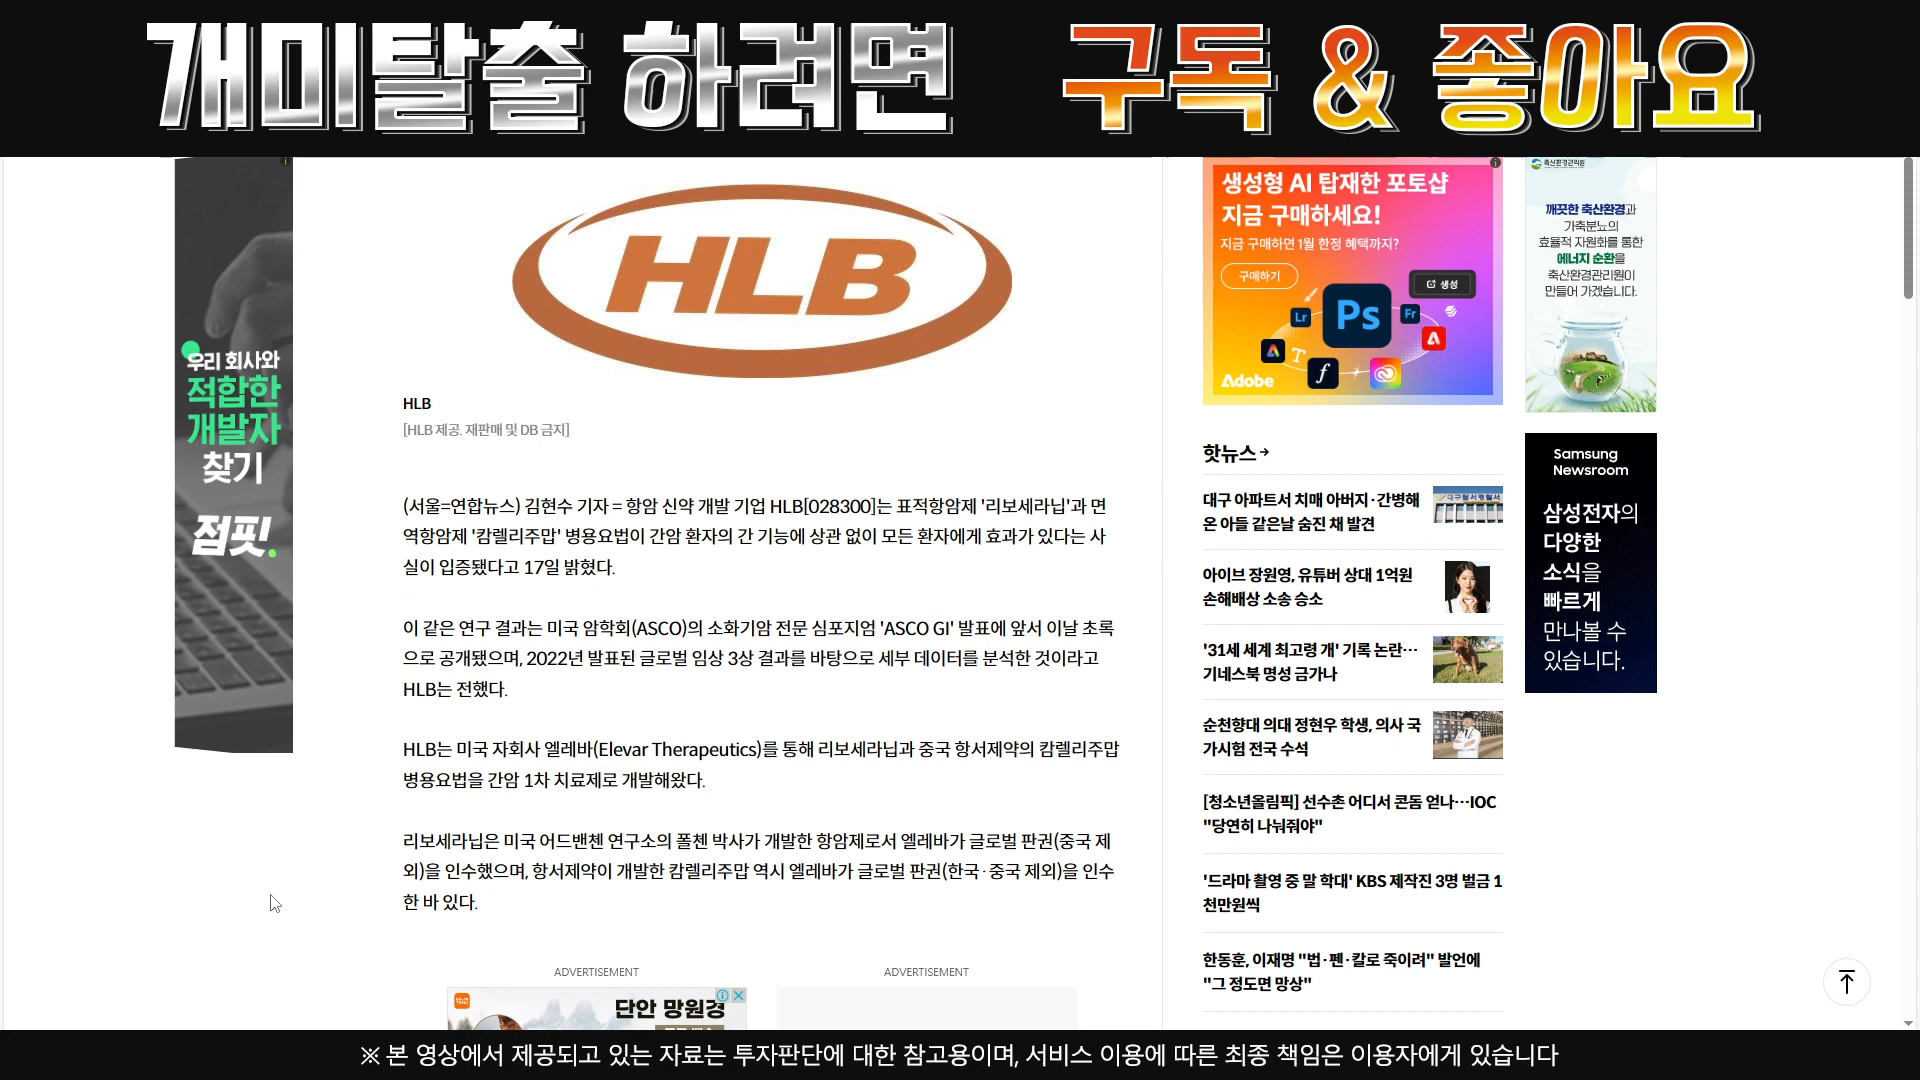 개미탈출 하려면 구독 & 좋아요
우리 회사와
적합한
개발자
찾기
점핏.
HLB
HLB
[HLB 제공. 재판매 및 DB 금지]
(서울=연합뉴스) 김현수 기자 = 항암 신약 개발 기업 HLB[028300]는 표적항암제 '리보세라닙'과 면
역항암제 '캄렐리주맙' 병용요법이 간암 환자의 간 기능에 상관 없이 모든 환자에게 효과가 있다는 사
실이 입증됐다고 17일 밝혔다.
이 같은 연구 결과는 미국 암학회(ASCO)의 소화기암 전문 심포지엄 'ASCO GI' 발표에 앞서 이날 초록
으로 공개됐으며, 2022년 발표된 글로벌 임상 3상 결과를 바탕으로 세부 데이터를 분석한 것이라고
HLB는 전했다.
HLB는 미국 자회사 엘레바(Elevar Therapeutics)를 통해 리보세라닙과 중국 항서제약의 캄렐리주맙
병용요법을 간암 1차 치료제로 개발해왔다.
리보세라닙은 미국 어드밴첸 연구소의 폴첸 박사가 개발한 항암제로서 엘레바가 글로벌 판권(중국 제
외)을 인수했으며, 항서제약이 개발한 캄렐리주맙 역시 엘레바가 글로벌 판권(한국·중국 제외)을 인수
한 바 있다.
ADVERTISEMENT
ADVERTISEMENT
단안 망원경
생성형 AI 탑재한 포토샵
지금 구매하세요!
지금 구매하면 1월 한정 혜택까지?
구매하기
생성
Lr
Ps
Fr
T
f
Adobe
핫뉴스
대구 아파트서 치매 아버지·간병해
온 아들 같은날 숨진 채 발견
아이브 장원영, 유튜버 상대 1억원
손해배상 소송 승소
'31세 세계 최고령 개' 기록 논란…
기네스북 명성 금가나
순천향대 의대 정현우 학생, 의사 국
가시험 전국 수석
[청소년올림픽] 선수촌 어디서 콘돔 얻나…IOC
"당연히 나눠줘야"
'드라마 촬영 중 말 학대' KBS 제작진 3명 벌금 1
천만원씩
한동훈, 이재명 "법·펜·칼로 죽이려" 발언에
"그 정도면 망상"
축산환경관리원
깨끗한 축산환경과
가축분뇨의
효율적 자원화를 통한
에너지 순환을
축산환경관리원이
만들어 가겠습니다.
Samsung
Newsroom
삼성전자의
다양한
소식을
빠르게
만나볼 수
있습니다.
※ 본 영상에서 제공되고 있는 자료는 투자판단에 대한 참고용이며, 서비스 이용에 따른 최종 책임은 이용자에게 있습니다